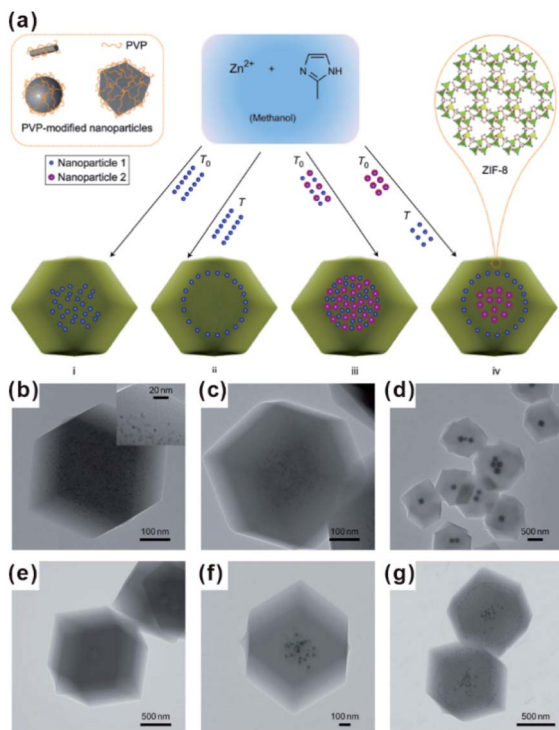 (a)
PVP
PVP-modified nanoparticles
Zn2+ + N NH
(Methanol)
ZIF-8
Nanoparticle 1
Nanoparticle 2
T0
T
T0
T0
T
i
ii
iii
iv
(b)
20 nm
100 nm
(c)
100 nm
(d)
500 nm
(e)
500 nm
(f)
100 nm
(g)
500 nm